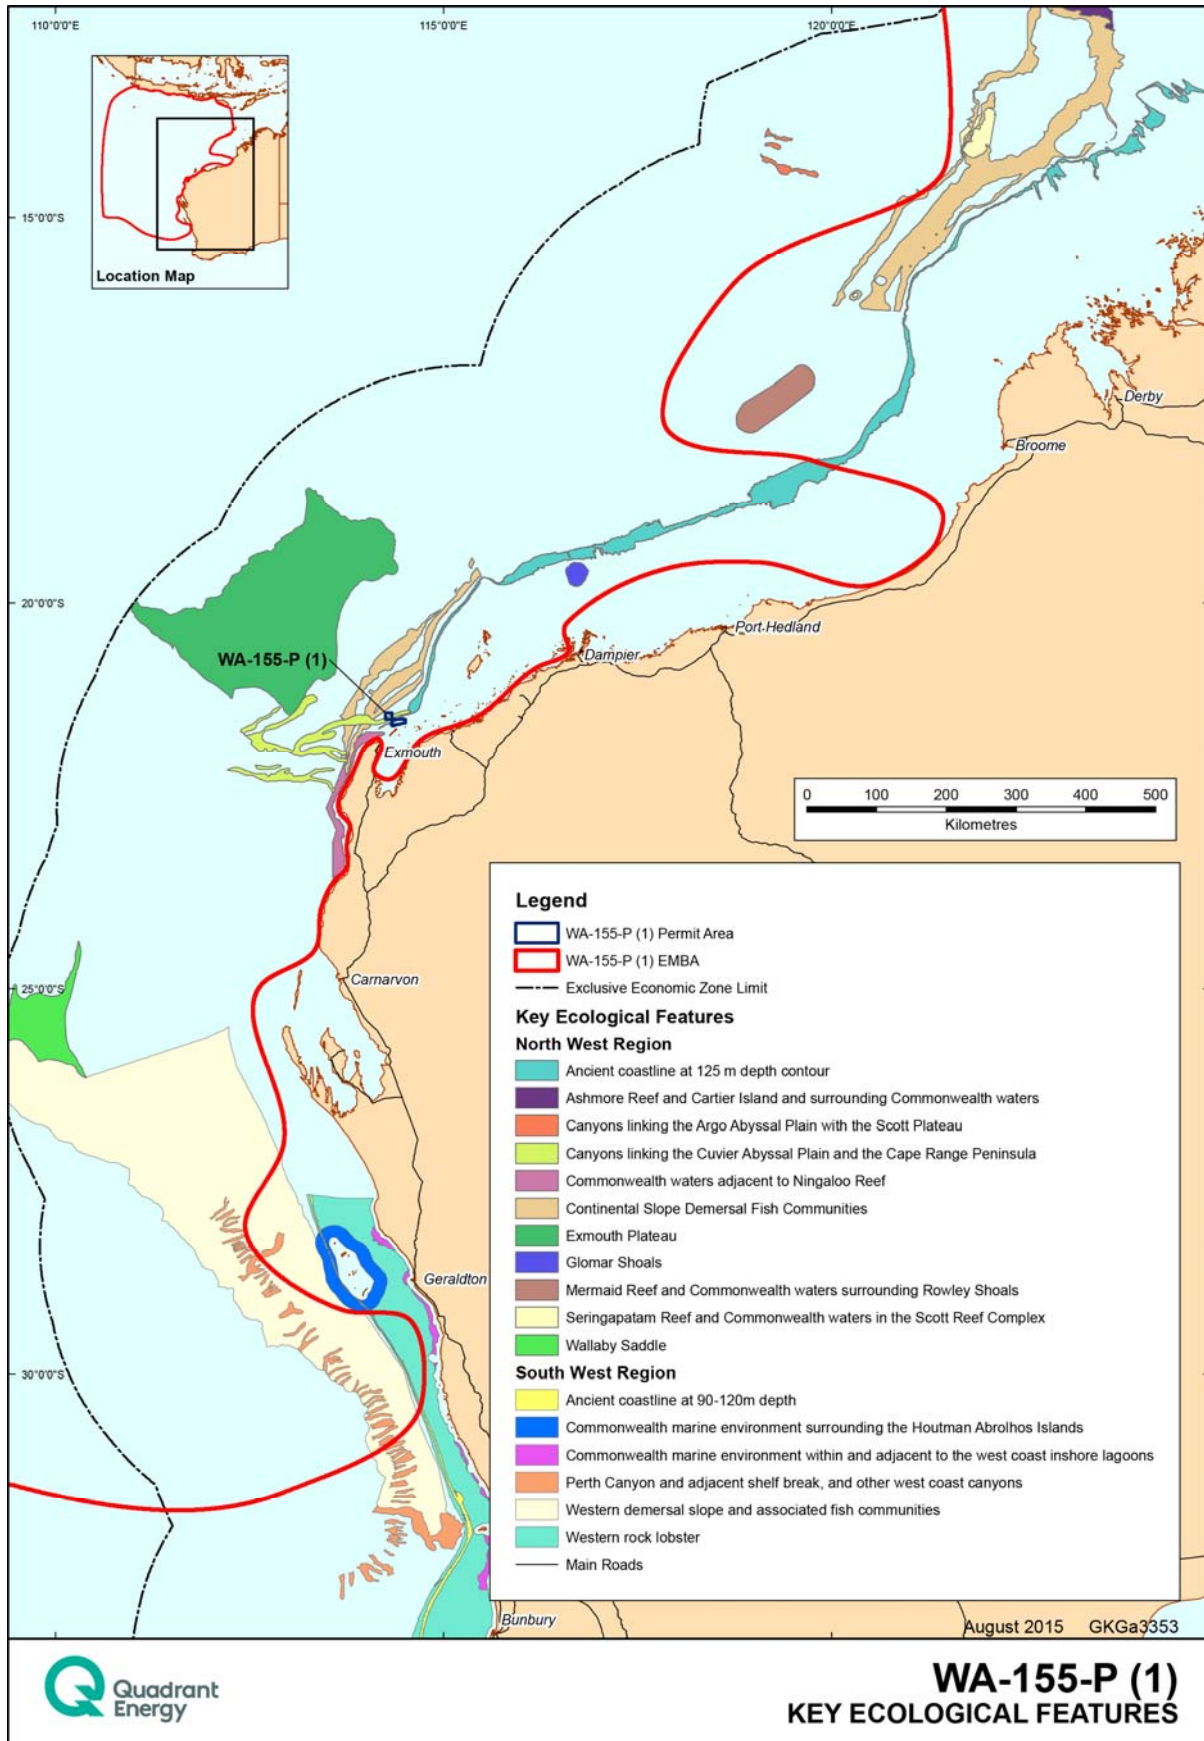 110°0'0"E
115°0'0"E
120°0'0"E
Location Map
15°0'0"S
Derby
Broome
20°0'0"S
Port Hedland
WA-155-P (1)
Dampier
Exmouth
0 100 200 300 400 500
Kilometres
Legend
WA-155-P (1) Permit Area
WA-155-P (1) EMBA
Exclusive Economic Zone Limit
Key Ecological Features
North West Region
Ancient coastline at 125 m depth contour
Ashmore Reef and Cartier Island and surrounding Commonwealth waters
Canyons linking the Argo Abyssal Plain with the Scott Plateau
Canyons linking the Cuvier Abyssal Plain and the Cape Range Peninsula
Commonwealth waters adjacent to Ningaloo Reef
Continental Slope Demersal Fish Communities
Exmouth Plateau
Glomar Shoals
Mermaid Reef and Commonwealth waters surrounding Rowley Shoals
Seringapatam Reef and Commonwealth waters in the Scott Reef Complex
Wallaby Saddle
South West Region
Ancient coastline at 90-120m depth
Commonwealth marine environment surrounding the Houtman Abrolhos Islands
Commonwealth marine environment within and adjacent to the west coast inshore lagoons
Perth Canyon and adjacent shelf break, and other west coast canyons
Western demersal slope and associated fish communities
Western rock lobster
Main Roads
Carnarvon
25°0'0"S
Geraldton
30°0'0"S
Bunbury
August 2015 GKGa3353
Quadrant
Energy
WA-155-P (1)
KEY ECOLOGICAL FEATURES